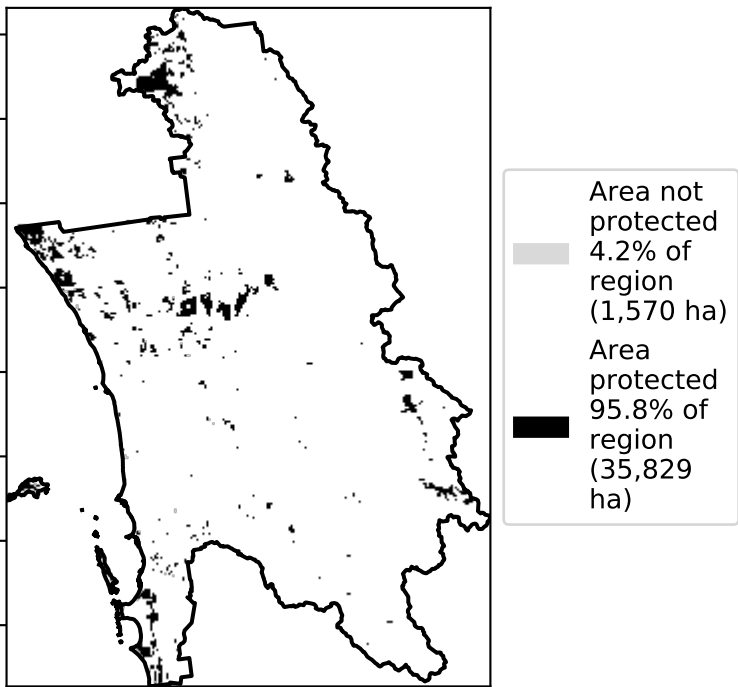 Area not
protected
4.2% of
region
(1,570 ha)
Area
protected
95.8% of
region
(35,829
ha)